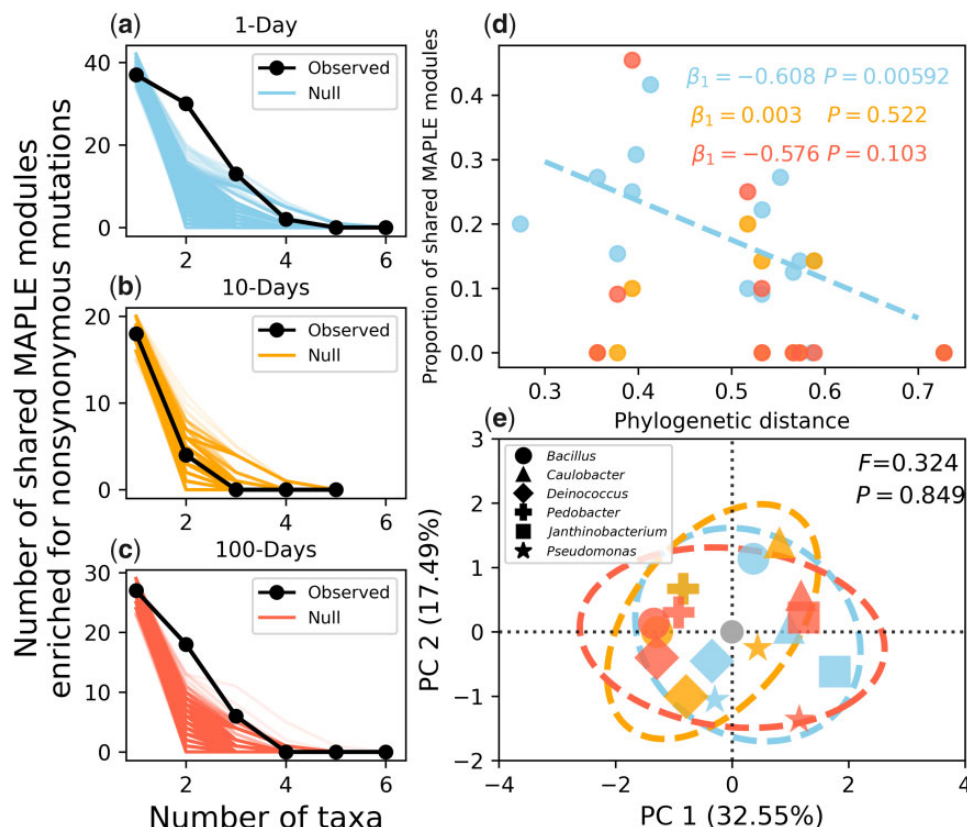 Number of shared MAPLE modules
enriched for nonsynonymous mutations
(a)
1-Day
40
20
0
Observed
Null
2
4
6
(b)
10-Days
20
10
0
Observed
Null
2
4
6
(c)
100-Days
30
20
10
0
Observed
Null
2
4
6
Number of taxa
(d)
Proportion of shared MAPLE modules
0.4
0.3
0.2
0.1
0.0
β₁ = −0.608 P = 0.00592
β₁ = 0.003 P = 0.522
β₁ = −0.576 P = 0.103
0.3
0.4
0.5
0.6
0.7
Phylogenetic distance
(e)
PC 2 (17.49%)
3
2
1
0
−1
−2
Bacillus
Caulobacter
Deinococcus
Pedobacter
Janthinobacterium
Pseudomonas
F=0.324
P = 0.849
−4
−2
0
2
4
PC 1 (32.55%)